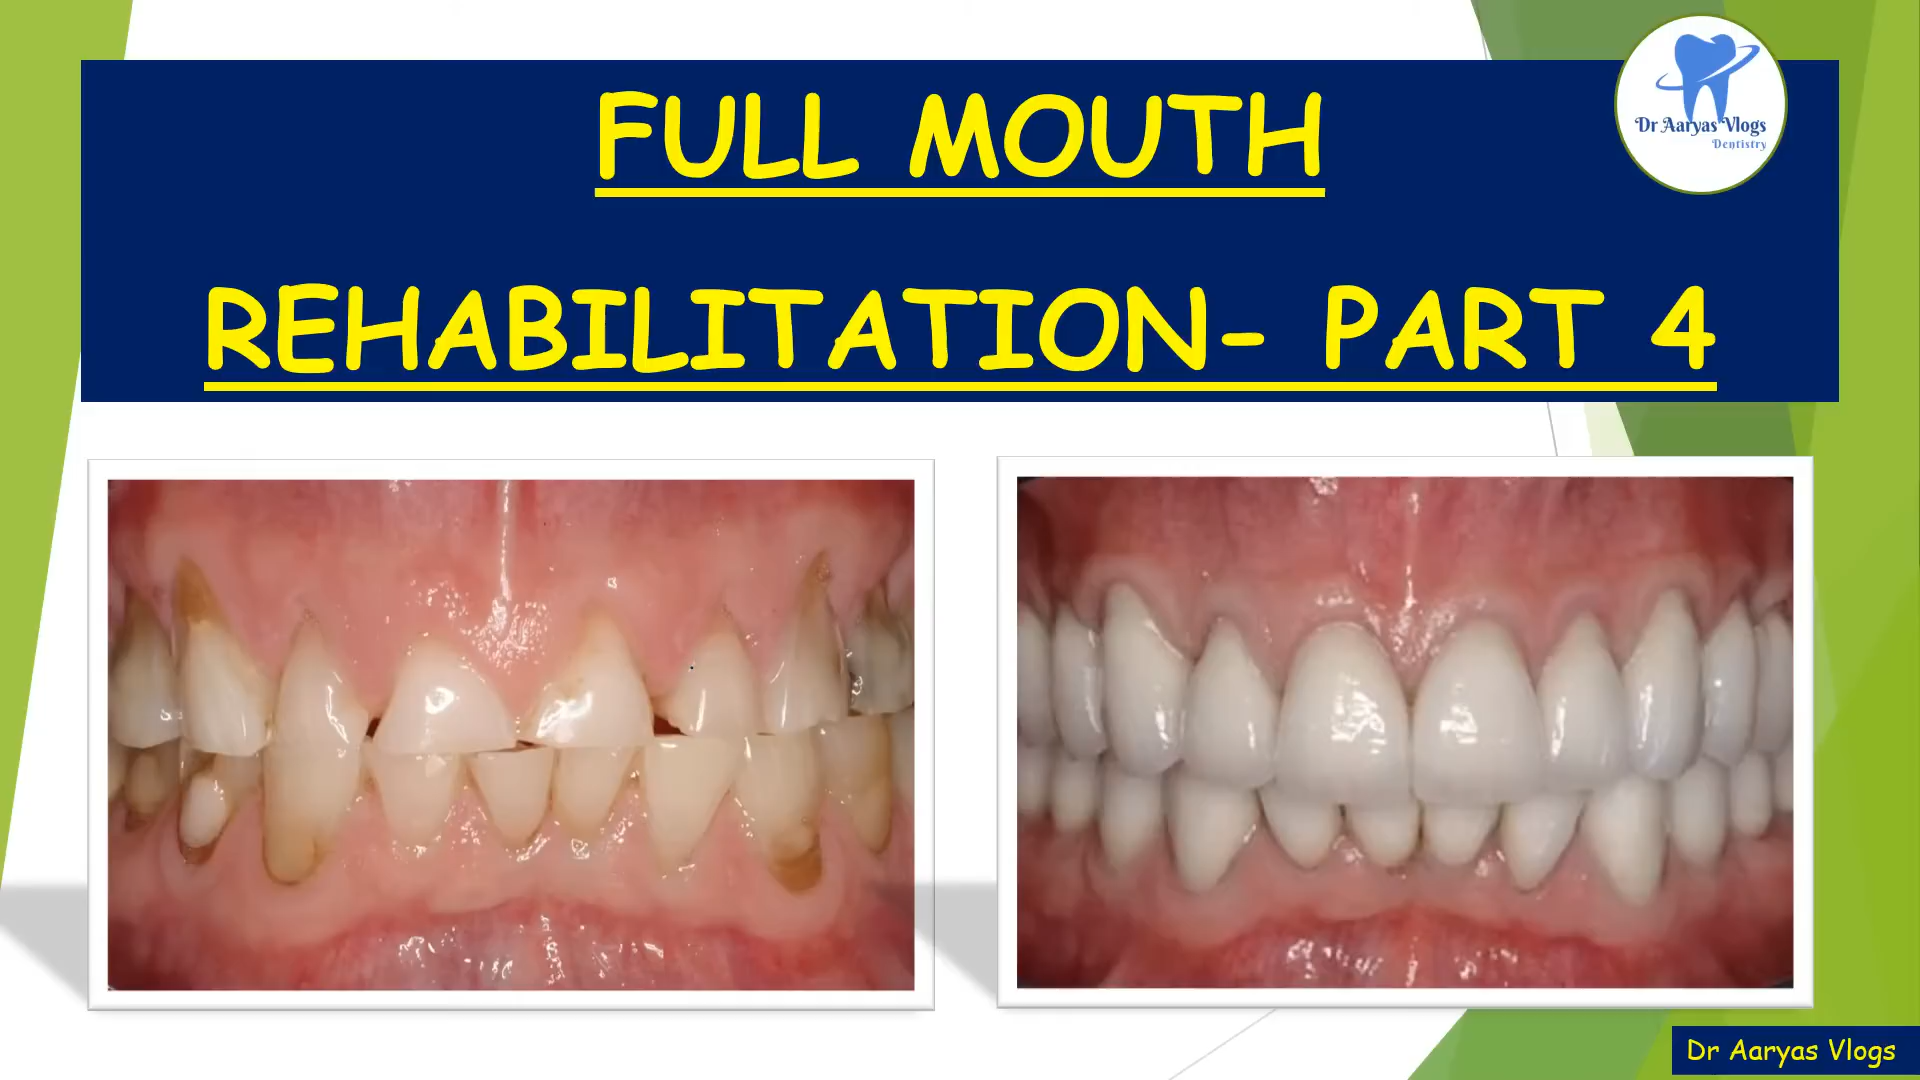 FULL MOUTH
REHABILITATION- PART 4
Dr Aaryas Vlogs
Dentistry
Dr Aaryas Vlogs